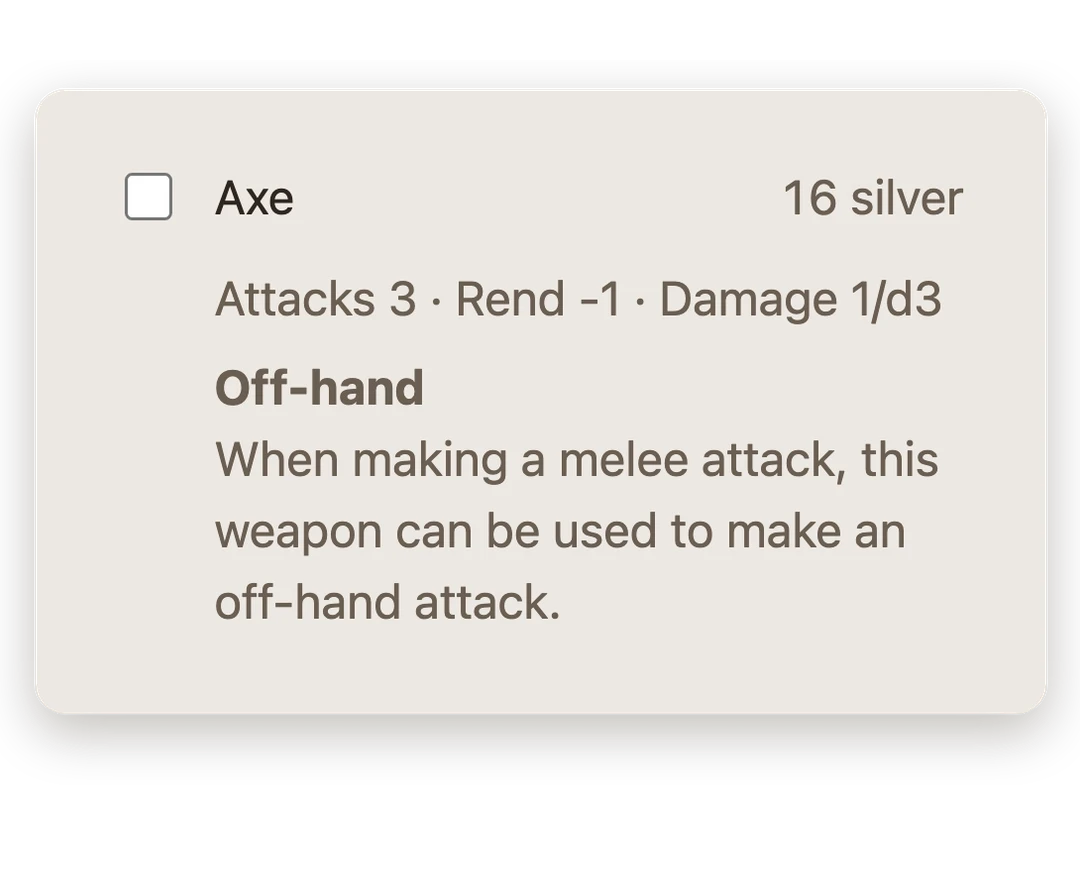 Axe 16 silver
Attacks 3 · Rend -1 · Damage 1/d3
Off-hand
When making a melee attack, this
weapon can be used to make an
off-hand attack.